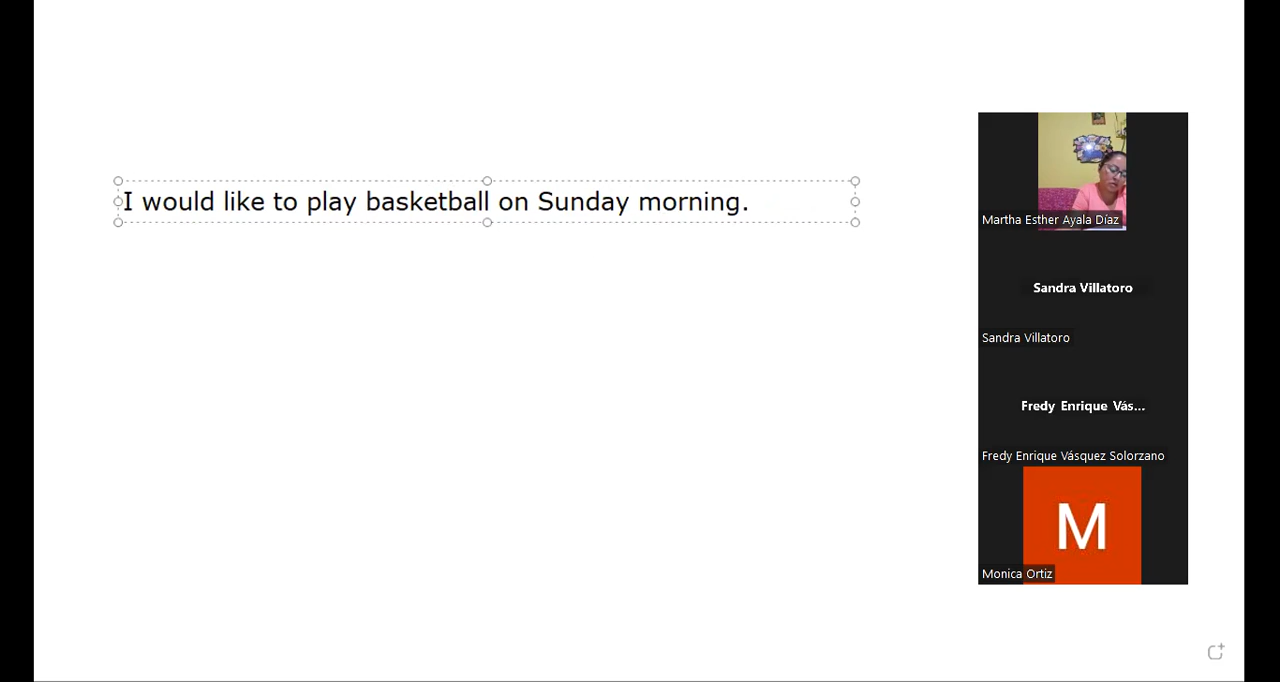 I would like to play basketball on Sunday morning.
Martha Esther Ayala Díaz
Sandra Villatoro
Sandra Villatoro
Fredy Enrique Vás...
Fredy Enrique Vásquez Solorzano
M
Monica Ortiz